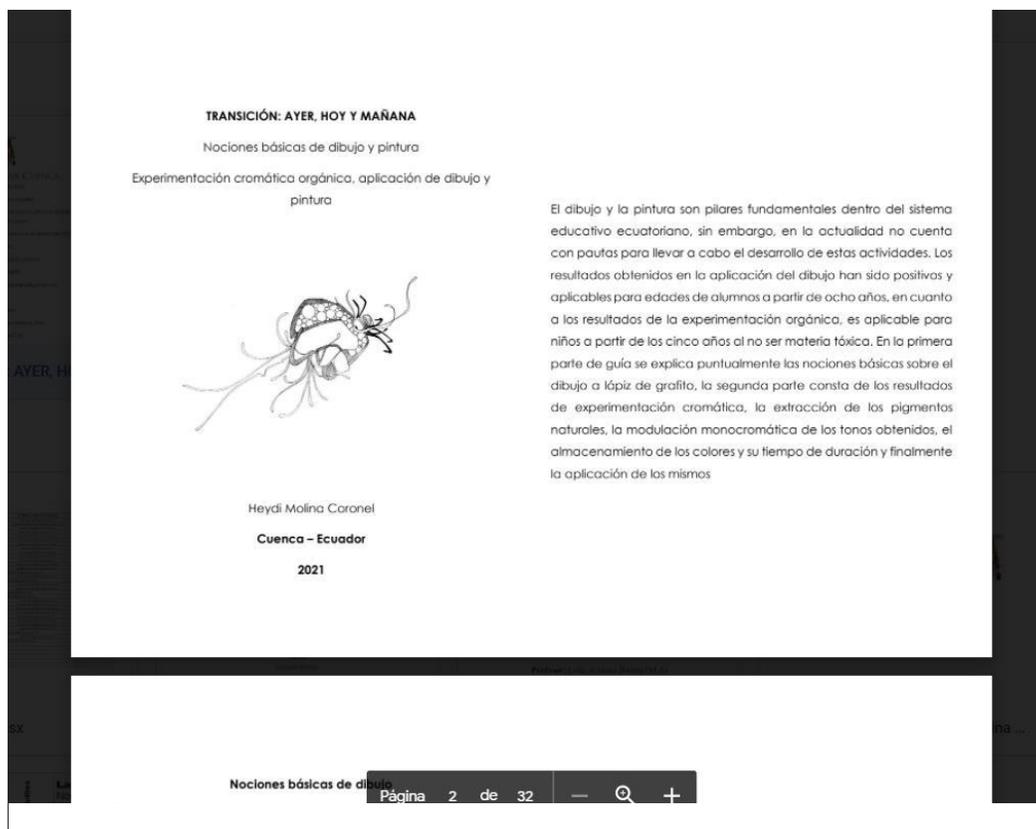 TRANSICIÓN: AYER, HOY Y MAÑANA
Nociones básicas de dibujo y pintura
Experimentación cromática orgánica, aplicación de dibujo y
pintura
Heydi Molina Coronel
Cuenca – Ecuador
2021
El dibujo y la pintura son pilares fundamentales dentro del sistema
educativo ecuatoriano, sin embargo, en la actualidad no cuenta
con pautas para llevar a cabo el desarrollo de estas actividades. Los
resultados obtenidos en la aplicación del dibujo han sido positivos y
aplicables para edades de alumnos a partir de ocho años, en cuanto
a los resultados de la experimentación orgánica, es aplicable para
niños a partir de los cinco años al no ser materia tóxica. En la primera
parte de guía se explica puntualmente las nociones básicas sobre el
dibujo a lápiz de grafito, la segunda parte consta de los resultados
de experimentación cromática, la extracción de los pigmentos
naturales, la modulación monocromática de los tonos obtenidos, el
almacenamiento de los colores y su tiempo de duración y finalmente
la aplicación de los mismos
AYER, H
sx
na ...
Nociones básicas de dibujo
Página 2 de 32